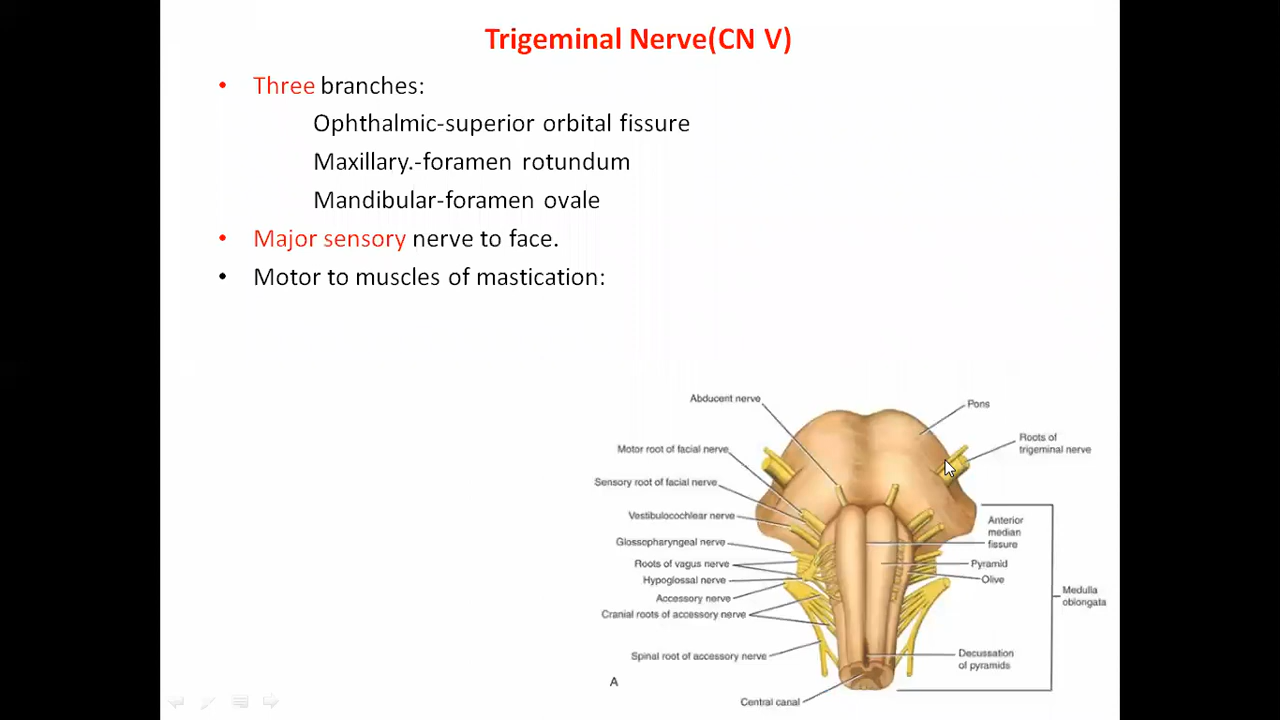 Trigeminal Nerve(CN V)
• Three branches:
Ophthalmic-superior orbital fissure
Maxillary.-foramen rotundum
Mandibular-foramen ovale
• Major sensory nerve to face.
• Motor to muscles of mastication:
Abducent nerve
Motor root of facial nerve
Sensory root of facial nerve
Vestibulocochlear nerve
Glossopharyngeal nerve
Roots of vagus nerve
Hypoglossal nerve
Accessory nerve
Cranial roots of accessory nerve
Spinal root of accessory nerve
A
Central canal
Pons
Roots of
trigeminal nerve
Anterior
median
fissure
Pyramid
Olive
Medulla
oblongata
Decussation
of pyramids